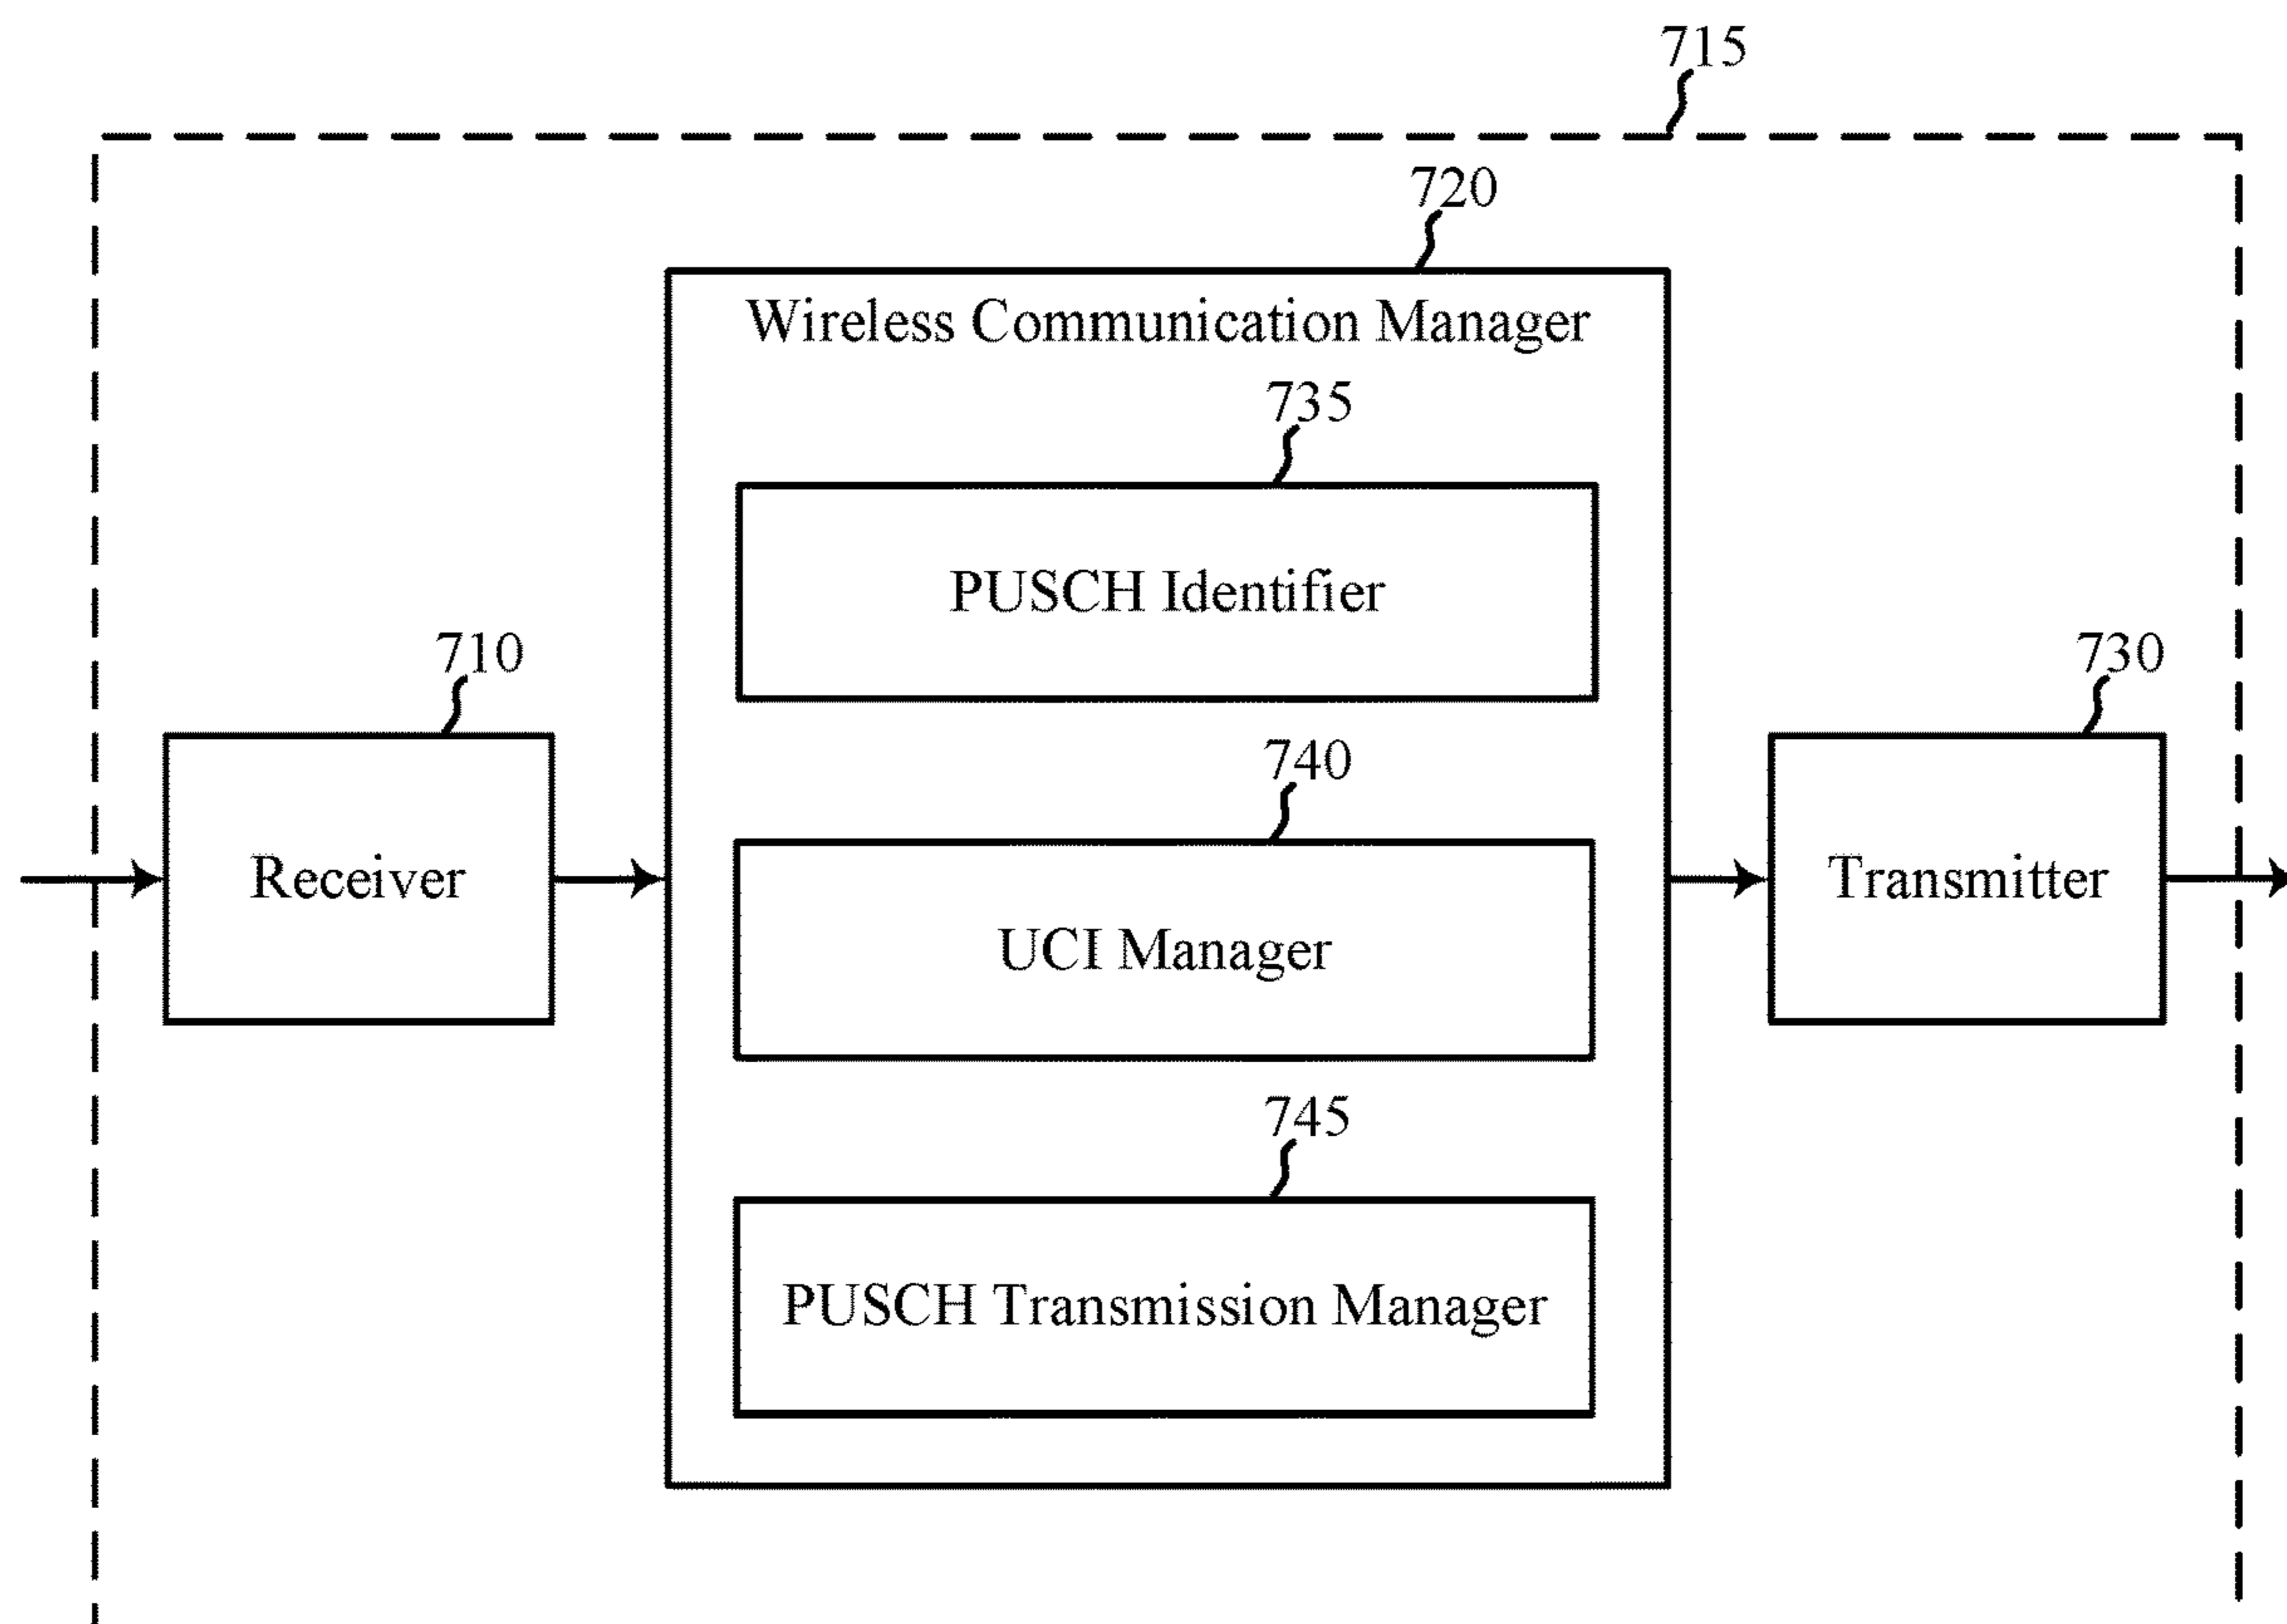 715
720
Wireless Communication Manager
735
PUSCH Identifier
710
730
740
Receiver
Transmitter
UCI Manager
745
PUSCH Transmission Manager